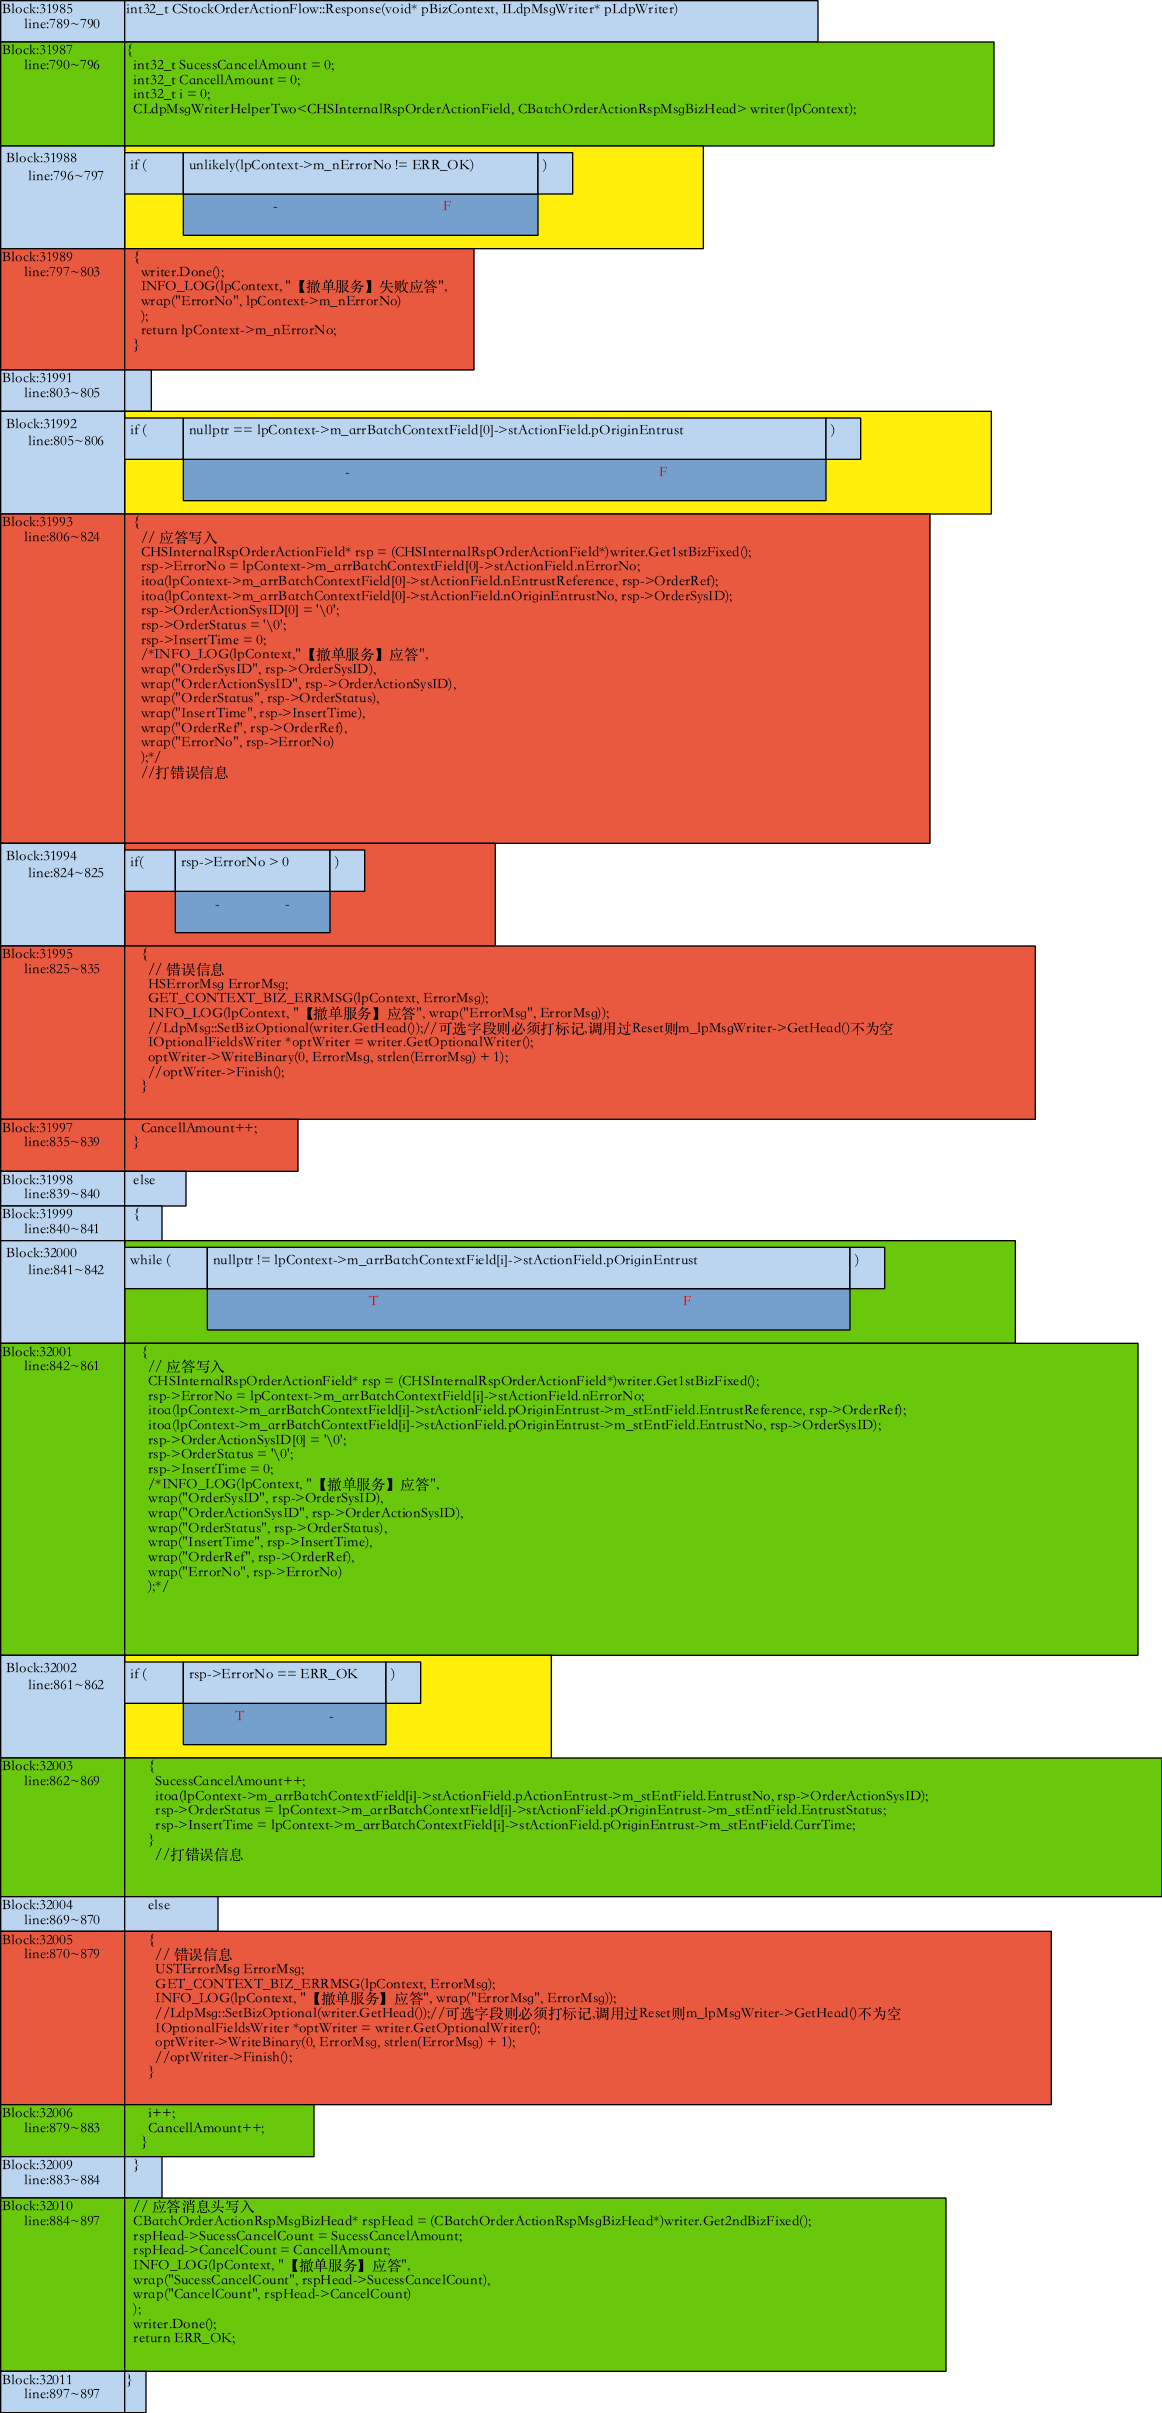 Block:31985
line:789~790
int32_t CStockOrderActionFlow::Response(void* pBizContext, ILdpMsgWriter* pLdpWriter)
Block:31987
line:790~796
{
int32_t SucessCancelAmount = 0;
int32_t CancellAmount = 0;
int32_t i = 0;
CLdpMsgWriterHelperTwo<CHSInternalRspOrderActionField, CBatchOrderActionRspMsgBizHead> writer(lpContext);
Block:31988
line:796~797
if ( unlikely(lpContext->m_nErrorNo != ERR_OK) )
- F
Block:31989
line:797~803
{
writer.Done();
INFO_LOG(lpContext, "【撤单服务】失败应答",
wrap("ErrorNo", lpContext->m_nErrorNo)
);
return lpContext->m_nErrorNo;
}
Block:31991
line:803~805
Block:31992
line:805~806
if ( nullptr == lpContext->m_arrBatchContextField[0]->stActionField.pOriginEntrust )
- F
Block:31993
line:806~824
{
// 应答写入
CHSInternalRspOrderActionField* rsp = (CHSInternalRspOrderActionField*)writer.Get1stBizFixed();
rsp->ErrorNo = lpContext->m_arrBatchContextField[0]->stActionField.nErrorNo;
itoa(lpContext->m_arrBatchContextField[0]->stActionField.nEntrustReference, rsp->OrderRef);
itoa(lpContext->m_arrBatchContextField[0]->stActionField.nOriginEntrustNo, rsp->OrderSysID);
rsp->OrderActionSysID[0] = '\0';
rsp->OrderStatus = '\0';
rsp->InsertTime = 0;
/*INFO_LOG(lpContext,"【撤单服务】应答",
wrap("OrderSysID", rsp->OrderSysID),
wrap("OrderActionSysID", rsp->OrderActionSysID),
wrap("OrderStatus", rsp->OrderStatus),
wrap("InsertTime", rsp->InsertTime),
wrap("OrderRef", rsp->OrderRef),
wrap("ErrorNo", rsp->ErrorNo)
);*/
//打错误信息
Block:31994
line:824~825
if( rsp->ErrorNo > 0 )
- -
Block:31995
line:825~835
{
// 错误信息
HSErrorMsg ErrorMsg;
GET_CONTEXT_BIZ_ERRMSG(lpContext, ErrorMsg);
INFO_LOG(lpContext, "【撤单服务】应答", wrap("ErrorMsg", ErrorMsg));
//LdpMsg::SetBizOptional(writer.GetHead());//可选字段则必须打标记,调用过Reset则m_lpMsgWriter->GetHead()不为空
IOptionalFieldsWriter *optWriter = writer.GetOptionalWriter();
optWriter->WriteBinary(0, ErrorMsg, strlen(ErrorMsg) + 1);
//optWriter->Finish();
}
Block:31997
line:835~839
CancellAmount++;
}
Block:31998
line:839~840
else
Block:31999
line:840~841
{
Block:32000
line:841~842
while ( nullptr != lpContext->m_arrBatchContextField[i]->stActionField.pOriginEntrust )
T F
Block:32001
line:842~861
{
// 应答写入
CHSInternalRspOrderActionField* rsp = (CHSInternalRspOrderActionField*)writer.Get1stBizFixed();
rsp->ErrorNo = lpContext->m_arrBatchContextField[i]->stActionField.nErrorNo;
itoa(lpContext->m_arrBatchContextField[i]->stActionField.pOriginEntrust->m_stEntField.EntrustReference, rsp->OrderRef);
itoa(lpContext->m_arrBatchContextField[i]->stActionField.pOriginEntrust->m_stEntField.EntrustNo, rsp->OrderSysID);
rsp->OrderActionSysID[0] = '\0';
rsp->OrderStatus = '\0';
rsp->InsertTime = 0;
/*INFO_LOG(lpContext, "【撤单服务】应答",
wrap("OrderSysID", rsp->OrderSysID),
wrap("OrderActionSysID", rsp->OrderActionSysID),
wrap("OrderStatus", rsp->OrderStatus),
wrap("InsertTime", rsp->InsertTime),
wrap("OrderRef", rsp->OrderRef),
wrap("ErrorNo", rsp->ErrorNo)
);*/
Block:32002
line:861~862
if ( rsp->ErrorNo == ERR_OK )
T -
Block:32003
line:862~869
{
SucessCancelAmount++;
itoa(lpContext->m_arrBatchContextField[i]->stActionField.pActionEntrust->m_stEntField.EntrustNo, rsp->OrderActionSysID);
rsp->OrderStatus = lpContext->m_arrBatchContextField[i]->stActionField.pOriginEntrust->m_stEntField.EntrustStatus;
rsp->InsertTime = lpContext->m_arrBatchContextField[i]->stActionField.pOriginEntrust->m_stEntField.CurrTime;
}
//打错误信息
Block:32004
line:869~870
else
Block:32005
line:870~879
{
// 错误信息
USTErrorMsg ErrorMsg;
GET_CONTEXT_BIZ_ERRMSG(lpContext, ErrorMsg);
INFO_LOG(lpContext, "【撤单服务】应答", wrap("ErrorMsg", ErrorMsg));
//LdpMsg::SetBizOptional(writer.GetHead());//可选字段则必须打标记,调用过Reset则m_lpMsgWriter->GetHead()不为空
IOptionalFieldsWriter *optWriter = writer.GetOptionalWriter();
optWriter->WriteBinary(0, ErrorMsg, strlen(ErrorMsg) + 1);
//optWriter->Finish();
}
Block:32006
line:879~883
i++;
CancellAmount++;
}
Block:32009
line:883~884
}
Block:32010
line:884~897
// 应答消息头写入
CBatchOrderActionRspMsgBizHead* rspHead = (CBatchOrderActionRspMsgBizHead*)writer.Get2ndBizFixed();
rspHead->SucessCancelCount = SucessCancelAmount;
rspHead->CancelCount = CancellAmount;
INFO_LOG(lpContext, "【撤单服务】应答",
wrap("SucessCancelCount", rspHead->SucessCancelCount),
wrap("CancelCount", rspHead->CancelCount)
);
writer.Done();
return ERR_OK;
Block:32011
line:897~897
}